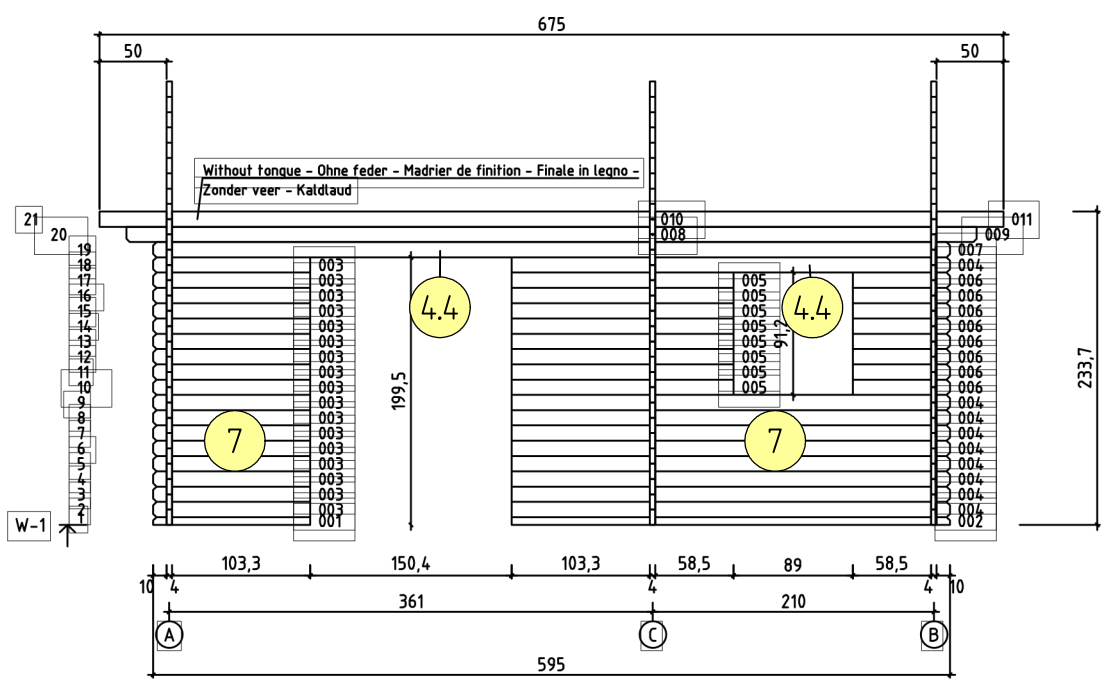 675
50 50
Without tongue - Ohne feder - Madrier de finition - Finale in legno -
Zonder veer - Kaldlaud
21 010 011
20 008 009
19 007
18 003 004
17 003 005 006
16 003 005 006
15 003 005 006
14 003 005 006
13 003 005 006
12 003 005 006
11 003 005 006
10 003 005 006
9 003 004
8 003 004
7 003 004
6 003 004
5 003 004
4 003 004
3 003 004
2 003 004
1 001 002
4.4
4.4
91,2
199,5
233,7
7
7
W-1
10 4 103,3 150,4 103,3 4 58,5 89 58,5 4 10
361 210
A C B
595